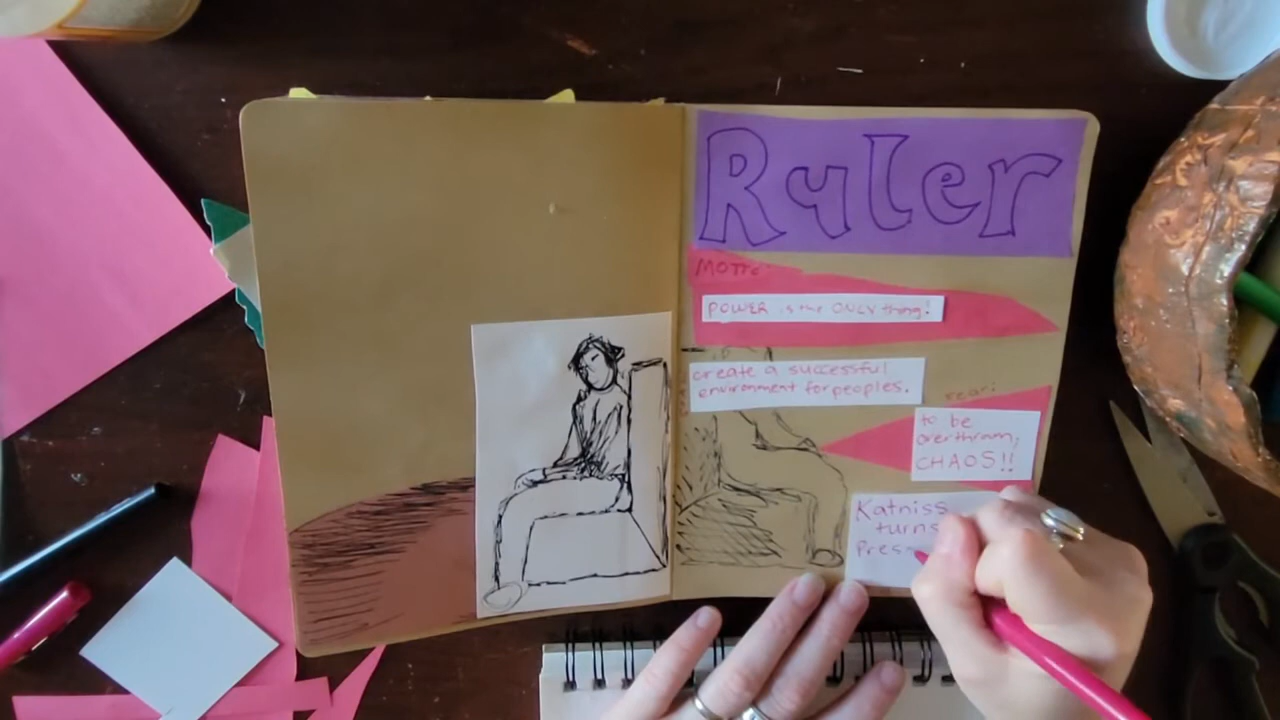 Ruler
MOTTO:
POWER is the ONLY thing!
create a successful
environment for peoples.
fear:
to be
overthrown,
CHAOS!!
Katniss
turns